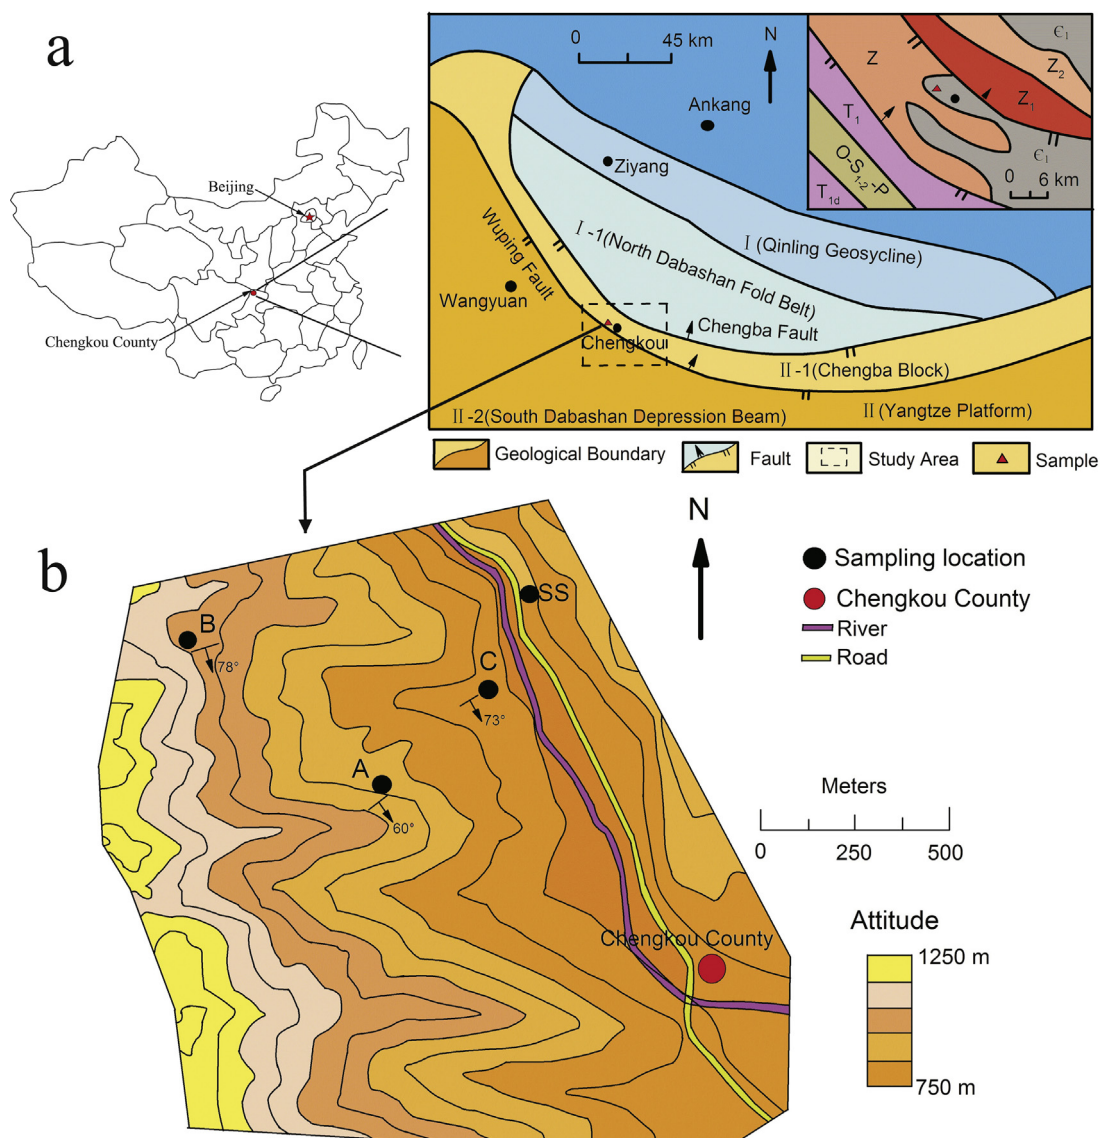 a
Beijing
Chengkou County
0 45 km
N
Ankang
Ziyang
Wuping Fault
Wangyuan
Ⅰ-1(North Dabashan Fold Belt)
Ⅰ(Qinling Geosycline)
Chengba Fault
Chengkou
Ⅱ-1(Chengba Block)
Ⅱ-2(South Dabashan Depression Beam)
Ⅱ(Yangtze Platform)
Z
Є1
Z2
Z1
T1
O-S1-2-P
Є1
T1d
0 6 km
Geological Boundary
Fault
Study Area
Sample
b
N
Sampling location
Chengkou County
River
Road
B
78°
SS
C
73°
A
60°
Chengkou County
Meters
0 250 500
Attitude
1250 m
750 m